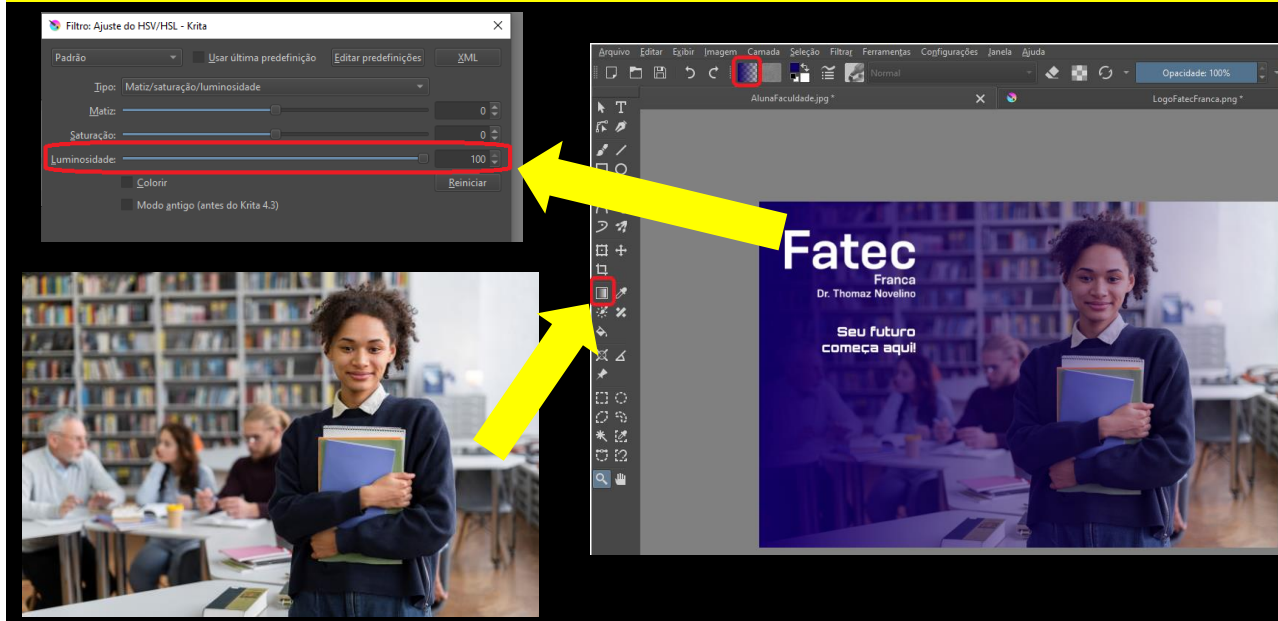 Filtro: Ajuste do HSV/HSL - Krita
Padrão
Usar última predefinição
Editar predefinições
XML
Tipo: Matiz/saturação/luminosidade
Matiz: 0
Saturação: 0
Luminosidade: 100
Colorir
Reiniciar
Modo antigo (antes do Krita 4.3)
Arquivo Editar Exibir Imagem Camada Seleção Filtrar Ferramentas Configurações Janela Ajuda
Normal
Opacidade: 100%
AlunaFaculdade.jpg *
LogoFatecFranca.png *
Fatec
Franca
Dr. Thomaz Novelino
Seu futuro
começa aqui!